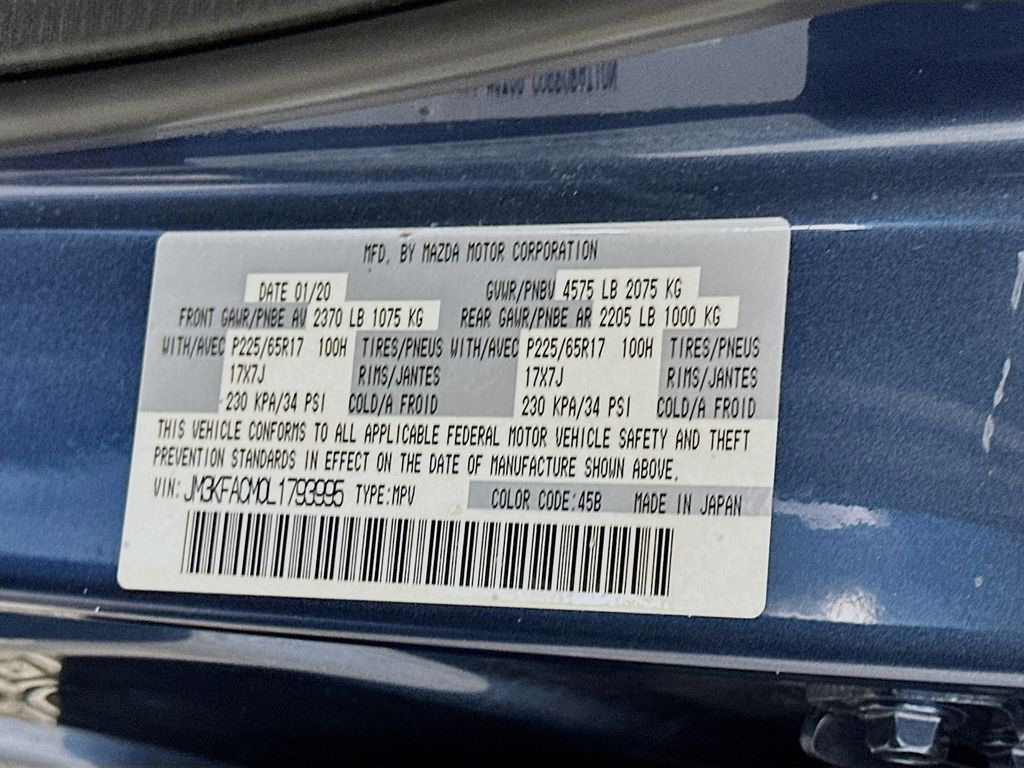 MFD. BY MAZDA MOTOR CORPORATION
DATE 01/20 GVWR/PNBV 4575 LB 2075 KG
FRONT GAWR/PNBE AV 2370 LB 1075 KG REAR GAWR/PNBE AR 2205 LB 1000 KG
WITH/AVEC P225/65R17 100H TIRES/PNEUS WITH/AVEC P225/65R17 100H TIRES/PNEUS
17X7J RIMS/JANTES 17X7J RIMS/JANTES
230 KPA/34 PSI COLD/A FROID 230 KPA/34 PSI COLD/A FROID
THIS VEHICLE CONFORMS TO ALL APPLICABLE FEDERAL MOTOR VEHICLE SAFETY AND THEFT
PREVENTION STANDARDS IN EFFECT ON THE DATE OF MANUFACTURE SHOWN ABOVE.
VIN: JM3KFACM0L1793995 TYPE:MPV COLOR CODE:45B MADE IN JAPAN